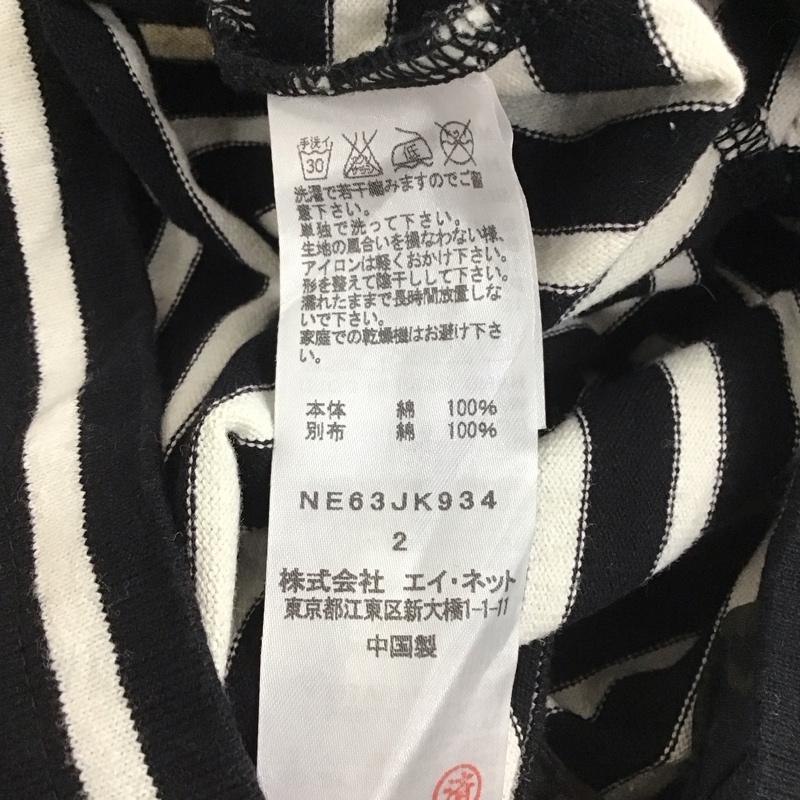 手洗イ
30
低
洗濯で若干縮みますのでご留
意下さい。
単独で洗って下さい。
生地の風合いを損なわない様、
アイロンは軽くおかけ下さい。
形を整えて陰干しして下さい。
濡れたままで長時間放置しな
いで下さい。
家庭での乾燥機はお避け下さ
い。
本体 綿 100%
別布 綿 100%
NE63JK934
2
株式会社 エイ・ネット
東京都江東区新大橋1-1-11
中国製